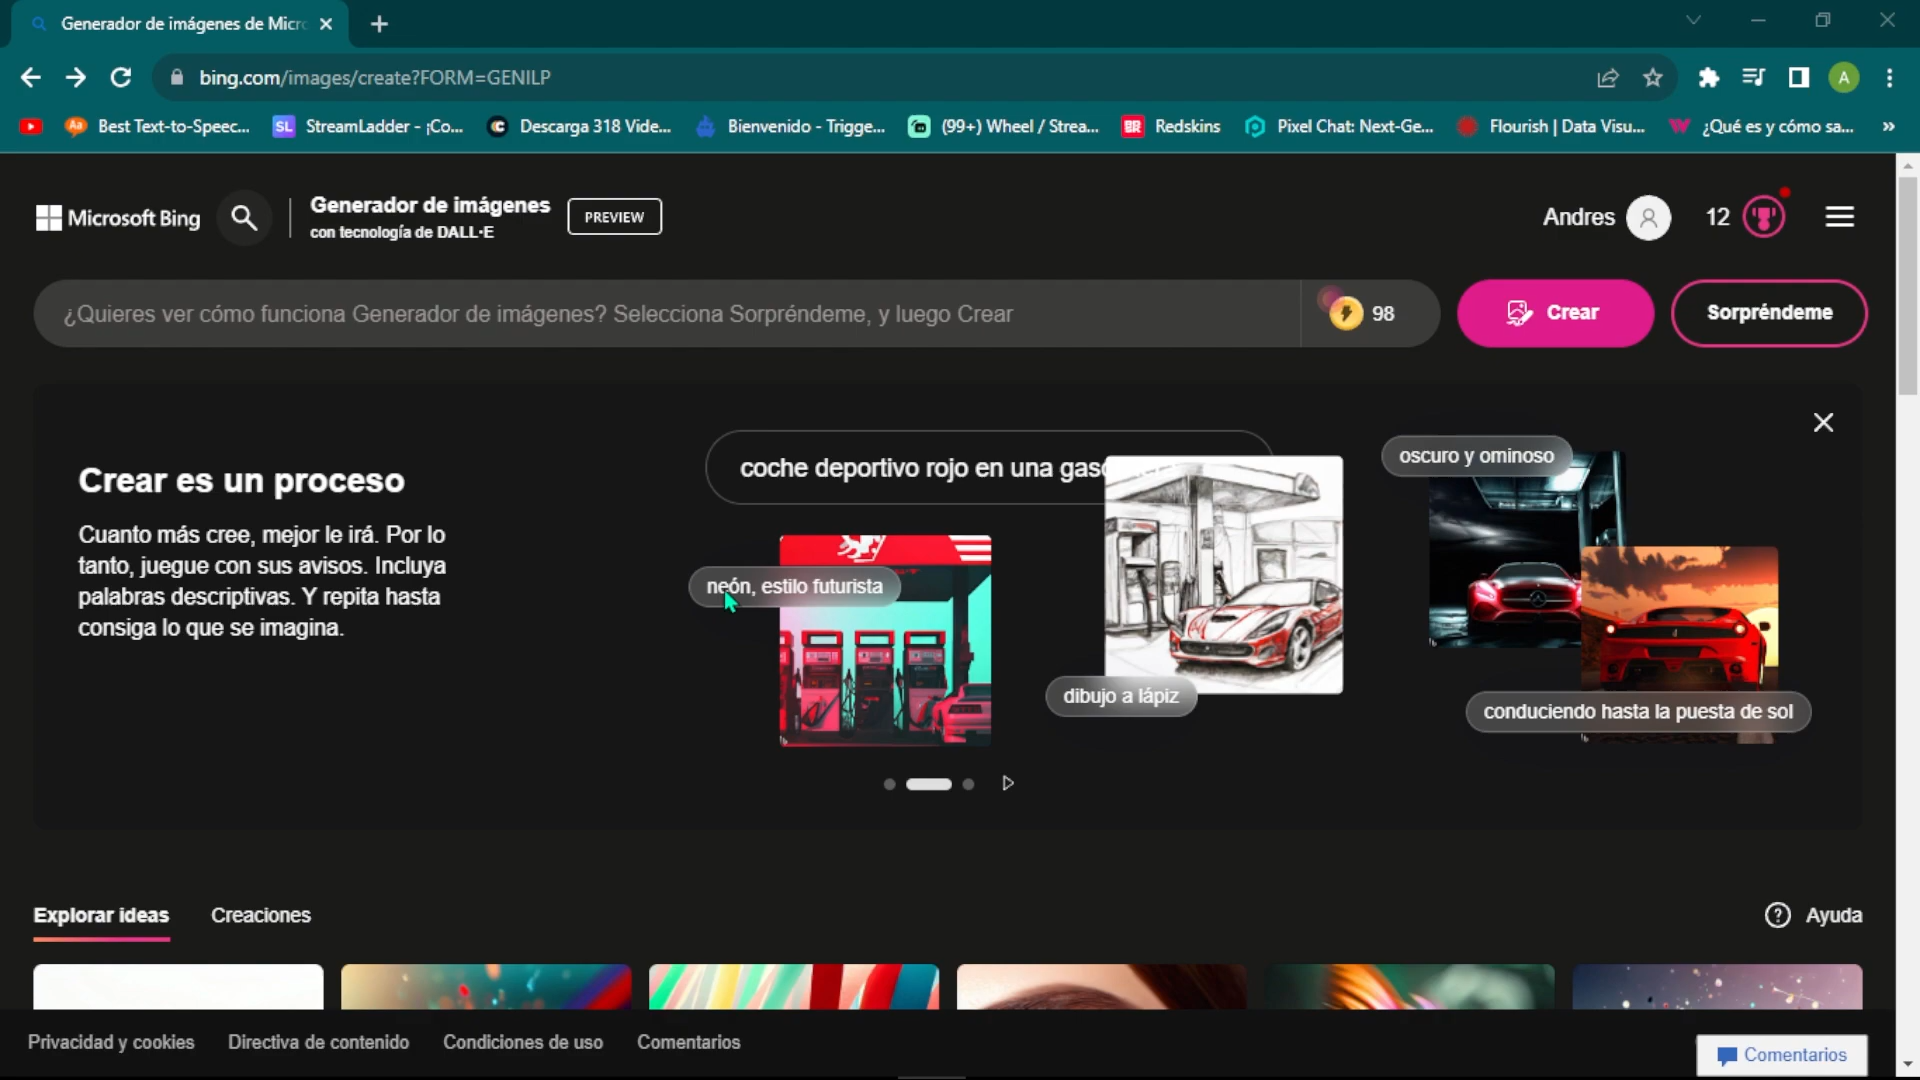 Generador de imágenes de Micro
bing.com/images/create?FORM=GENILP
A
Best Text-to-Speec...
SL StreamLadder - ¡Co...
Descarga 318 Vide...
Bienvenido - Trigge...
(99+) Wheel / Strea...
BR Redskins
Pixel Chat: Next-Ge...
Flourish | Data Visu...
¿Qué es y cómo sa...
»
Microsoft Bing
Generador de imágenes
con tecnología de DALL·E
PREVIEW
Andres
12
¿Quieres ver cómo funciona Generador de imágenes? Selecciona Sorpréndeme, y luego Crear
98
Crear
Sorpréndeme
Crear es un proceso
Cuanto más cree, mejor le irá. Por lo
tanto, juegue con sus avisos. Incluya
palabras descriptivas. Y repita hasta
consiga lo que se imagina.
coche deportivo rojo en una
oscuro y ominoso
neón, estilo futurista
dibujo a lápiz
conduciendo hasta la puesta de sol
Explorar ideas
Creaciones
Ayuda
Privacidad y cookies
Directiva de contenido
Condiciones de uso
Comentarios
Comentarios